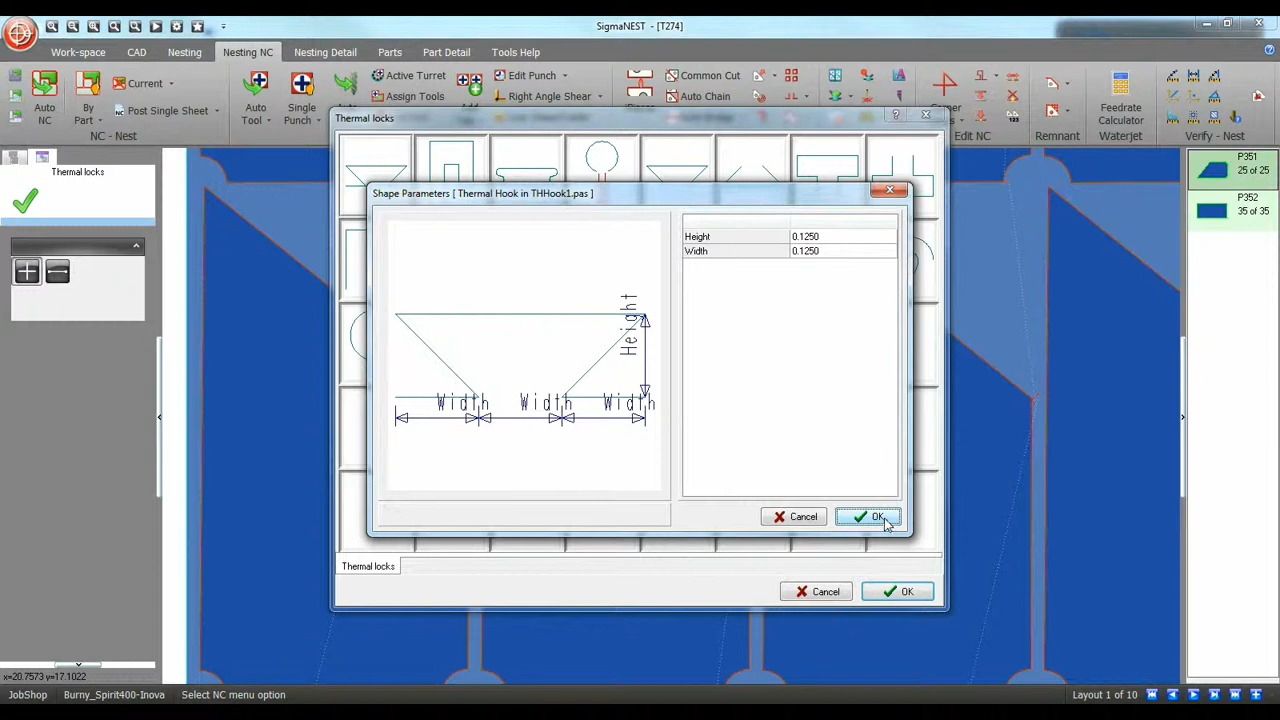 SigmaNEST - [T274]
Work-space CAD Nesting Nesting NC Nesting Detail Parts Part Detail Tools Help
Auto NC
By Part
Current
Post Single Sheet
NC - Nest
Auto Tool
Single Punch
Active Turret
Assign Tools
Edit Punch
Right Angle Shear
Common Cut
Auto Chain
Edit NC
Remnant
Feedrate Calculator
Waterjet
Verify - Nest
Thermal locks
Thermal locks
P351
25 of 25
P352
35 of 35
Shape Parameters [ Thermal Hook in THHook1.pas ]
Height 0.1250
Width 0.1250
Height
Width Width Width
Cancel OK
Thermal locks
Cancel OK
x=20.7573 y=17.1022
JobShop Burny_Spirit400-Inova Select NC menu option Layout 1 of 10